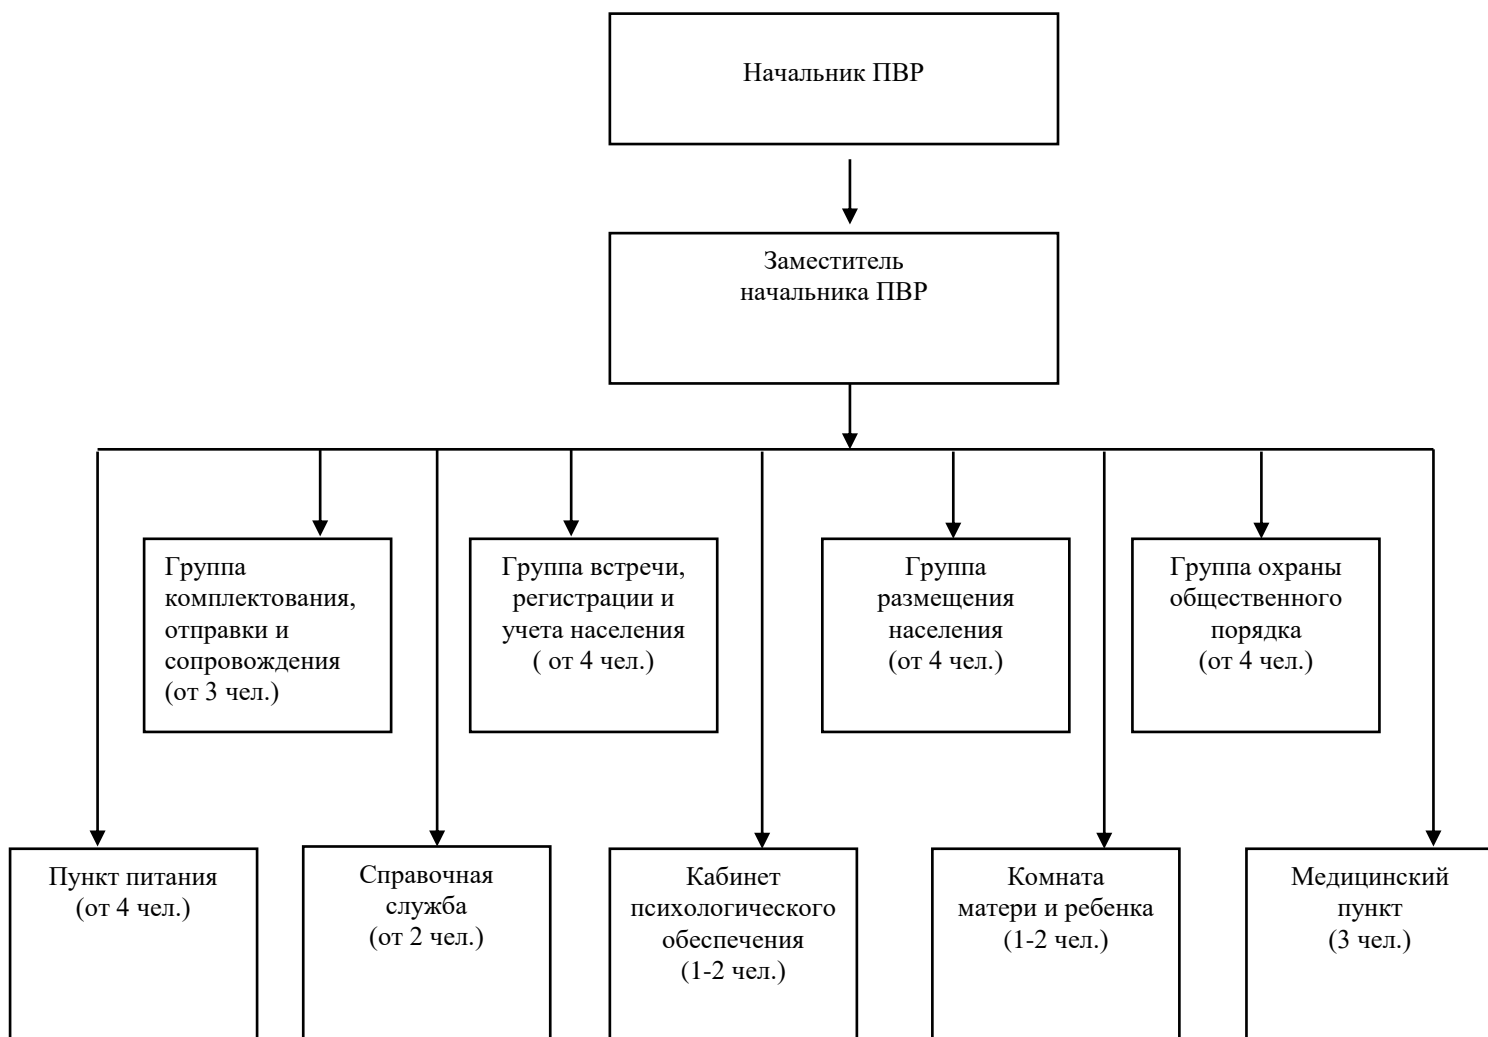 Начальник ПВР
Заместитель
начальника ПВР
Группа
комплектования,
отправки и
сопровождения
(от 3 чел.)
Группа встречи,
регистрации и
учета населения
( от 4 чел.)
Группа
размещения
населения
(от 4 чел.)
Группа охраны
общественного
порядка
(от 4 чел.)
Пункт питания
(от 4 чел.)
Справочная
служба
(от 2 чел.)
Кабинет
психологического
обеспечения
(1-2 чел.)
Комната
матери и ребенка
(1-2 чел.)
Медицинский
пункт
(3 чел.)